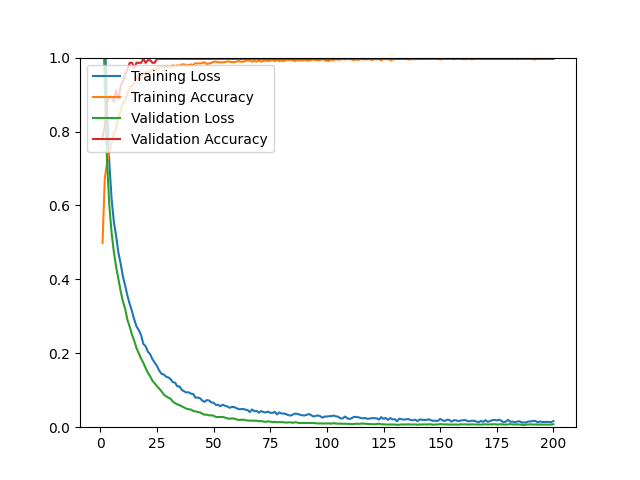 1.0
0.8
0.6
0.4
0.2
0.0
Training Loss
Training Accuracy
Validation Loss
Validation Accuracy
0 25 50 75 100 125 150 175 200